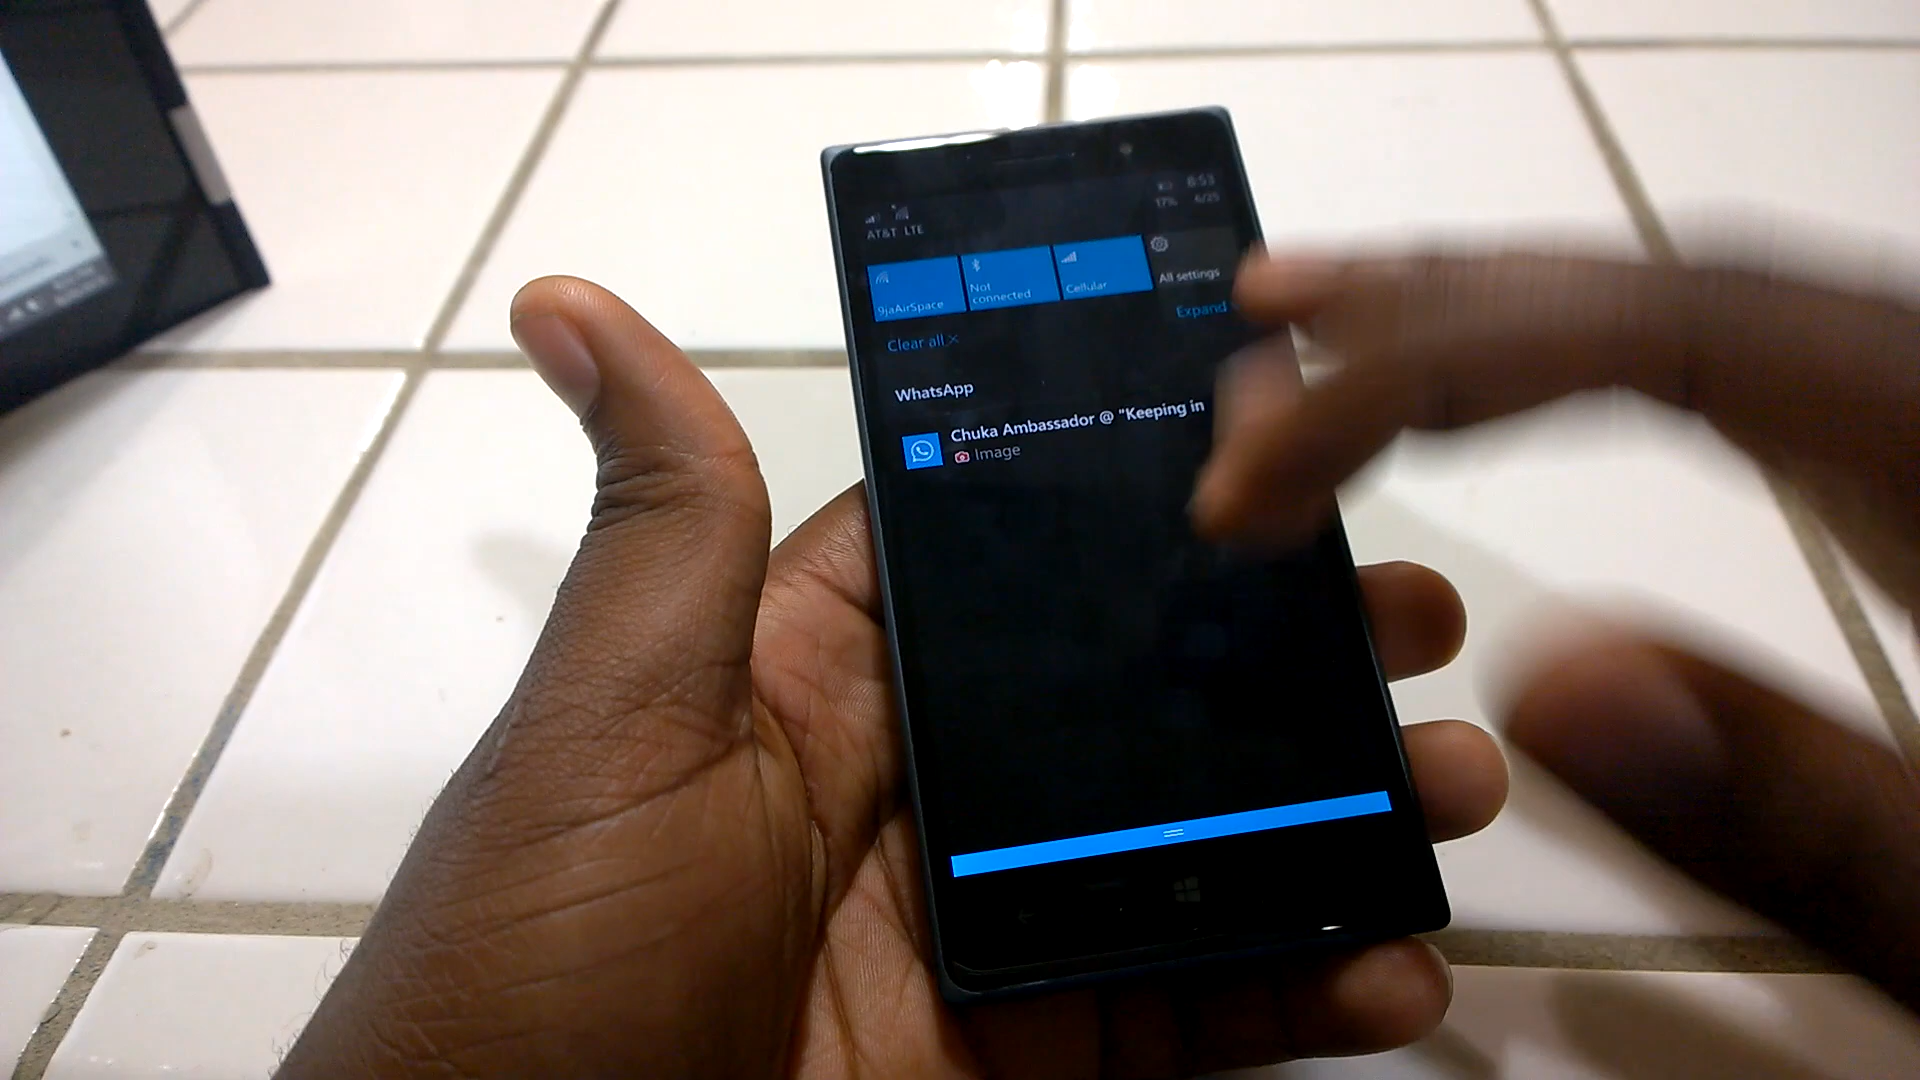 8:53
17% 6/25
AT&T LTE
9jaAirSpace
Not connected
Cellular
All settings
Expand
Clear all
WhatsApp
Chuka Ambassador @ "Keeping in
Image